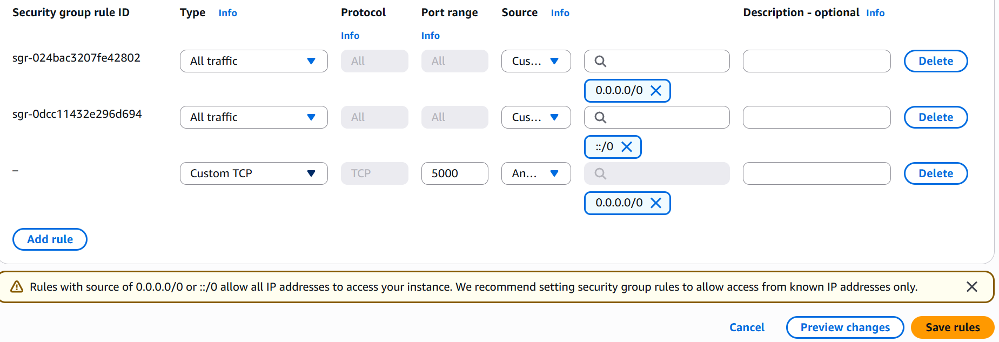 Security group rule ID Type Info Protocol Info Port range Info Source Info Description - optional Info
sgr-024bac3207fe42802 All traffic All All Cus... Delete
0.0.0.0/0
sgr-0dcc11432e296d694 All traffic All All Cus... Delete
::/0
– Custom TCP TCP 5000 An... Delete
0.0.0.0/0
Add rule
Rules with source of 0.0.0.0/0 or ::/0 allow all IP addresses to access your instance. We recommend setting security group rules to allow access from known IP addresses only.
Cancel Preview changes Save rules